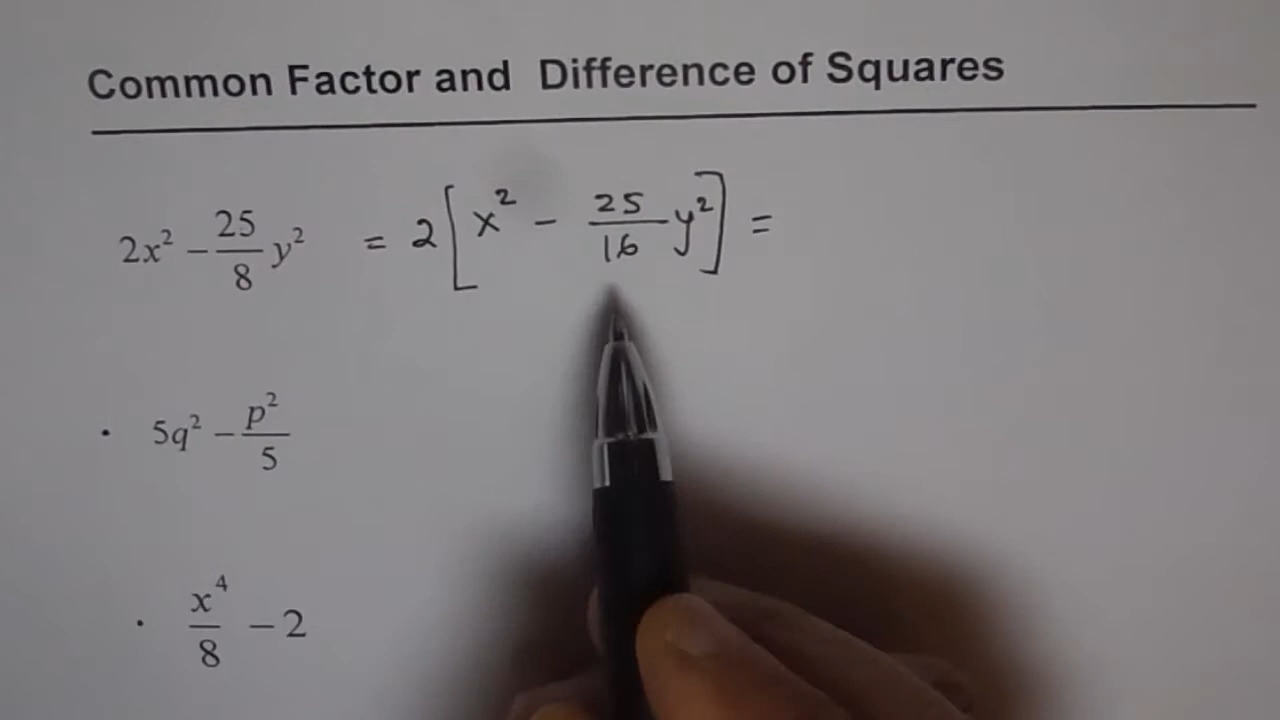 Common Factor and Difference of Squares
2x² − 25/8 y² = 2[x² − 25/16 y²] =
· 5q² − p²/5
· x⁴/8 − 2